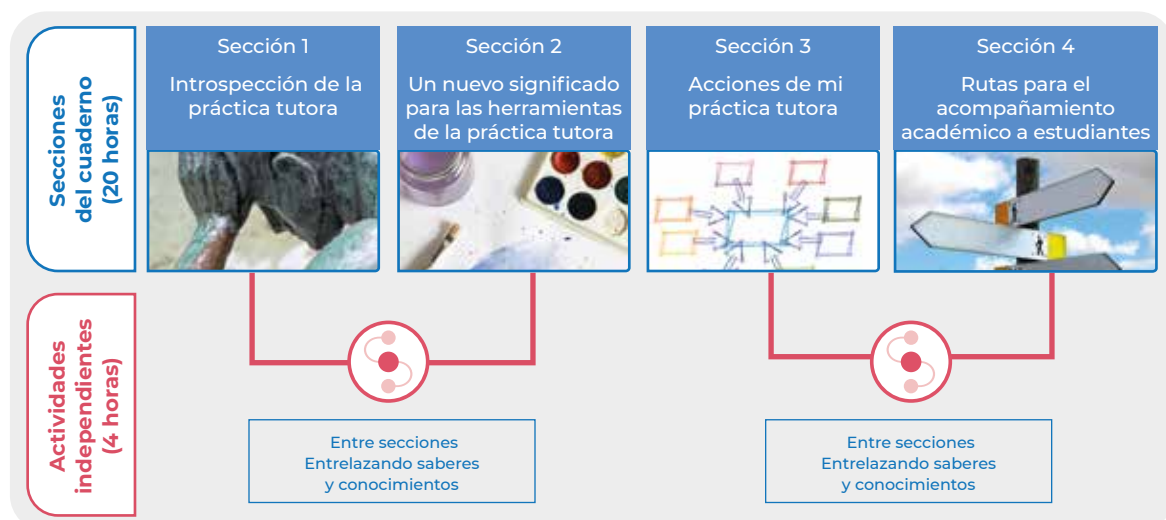 Secciones
del cuaderno
(20 horas)
Sección 1
Introspección de la
práctica tutora
Sección 2
Un nuevo significado
para las herramientas
de la práctica tutora
Sección 3
Acciones de mi
práctica tutora
Sección 4
Rutas para el
acompañamiento
académico a estudiantes
Actividades
independientes
(4 horas)
Entre secciones
Entrelazando saberes
y conocimientos
Entre secciones
Entrelazando saberes
y conocimientos